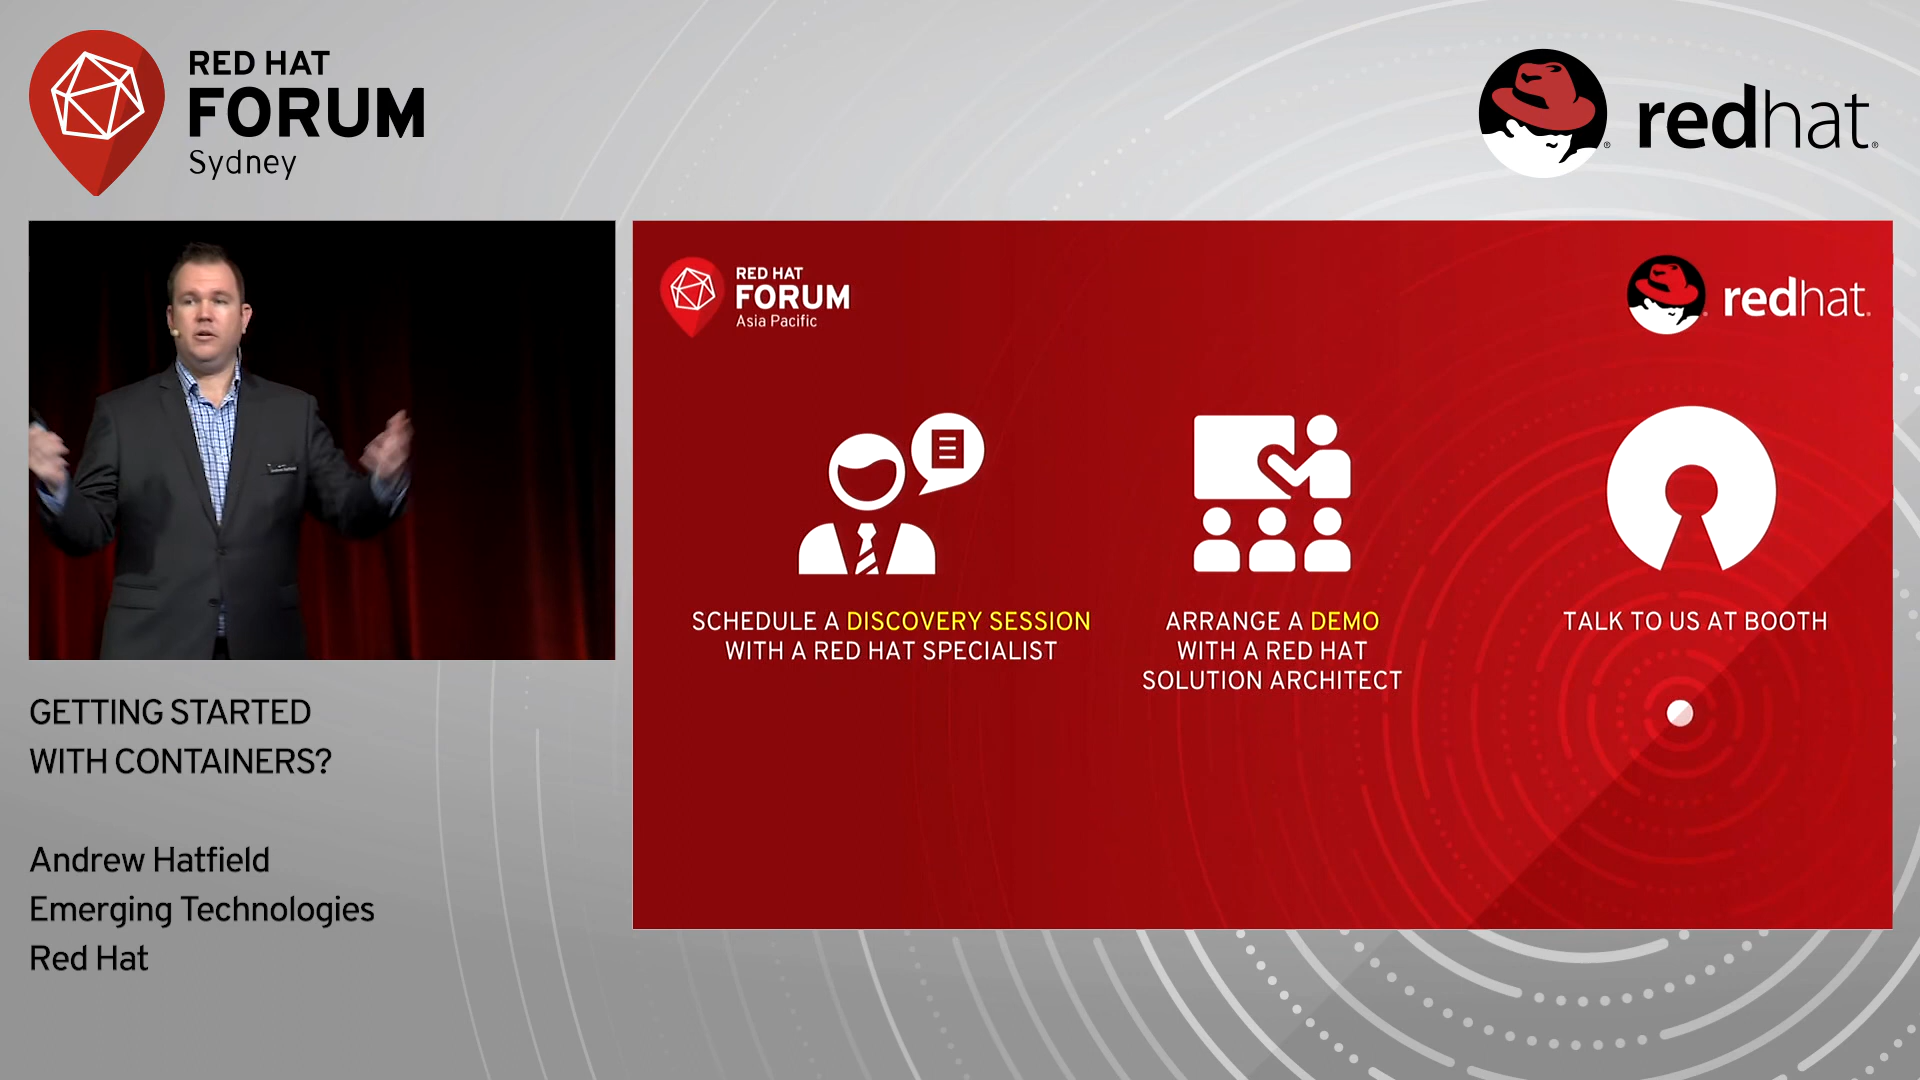 RED HAT
FORUM
Sydney
redhat.
GETTING STARTED
WITH CONTAINERS?
Andrew Hatfield
Emerging Technologies
Red Hat
RED HAT
FORUM
Asia Pacific
redhat.
SCHEDULE A DISCOVERY SESSION
WITH A RED HAT SPECIALIST
ARRANGE A DEMO
WITH A RED HAT
SOLUTION ARCHITECT
TALK TO US AT BOOTH